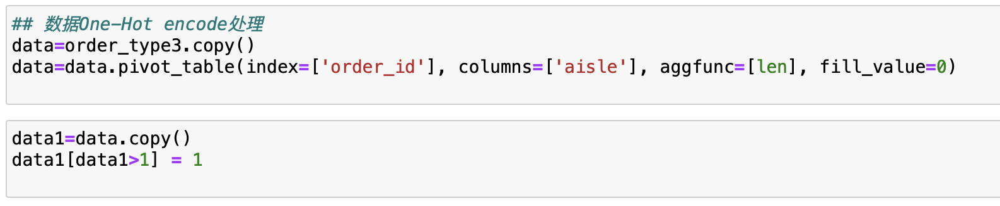 ## 数据One-Hot encode处理
data=order_type3.copy()
data=data.pivot_table(index=['order_id'], columns=['aisle'], aggfunc=[len], fill_value=0)
data1=data.copy()
data1[data1>1] = 1